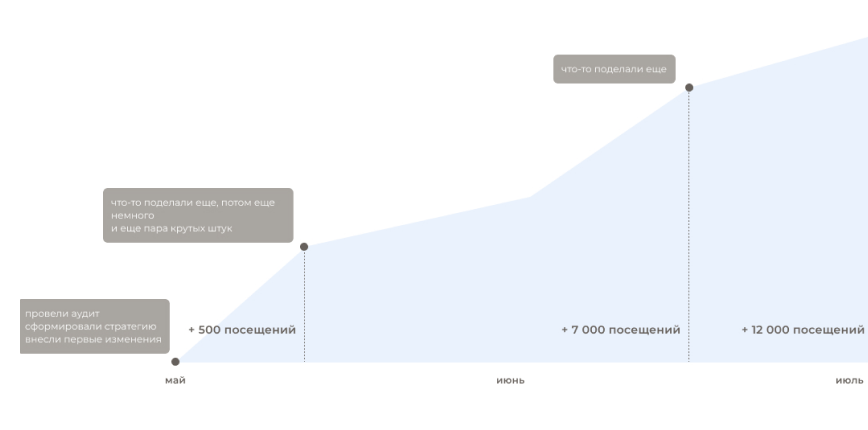 что-то поделали еще
что-то поделали еще, потом еще
немного
и еще пара крутых штук
провели аудит
сформировали стратегию
внесли первые изменения
+ 500 посещений
+ 7 000 посещений
+ 12 000 посещений
май
июнь
июль